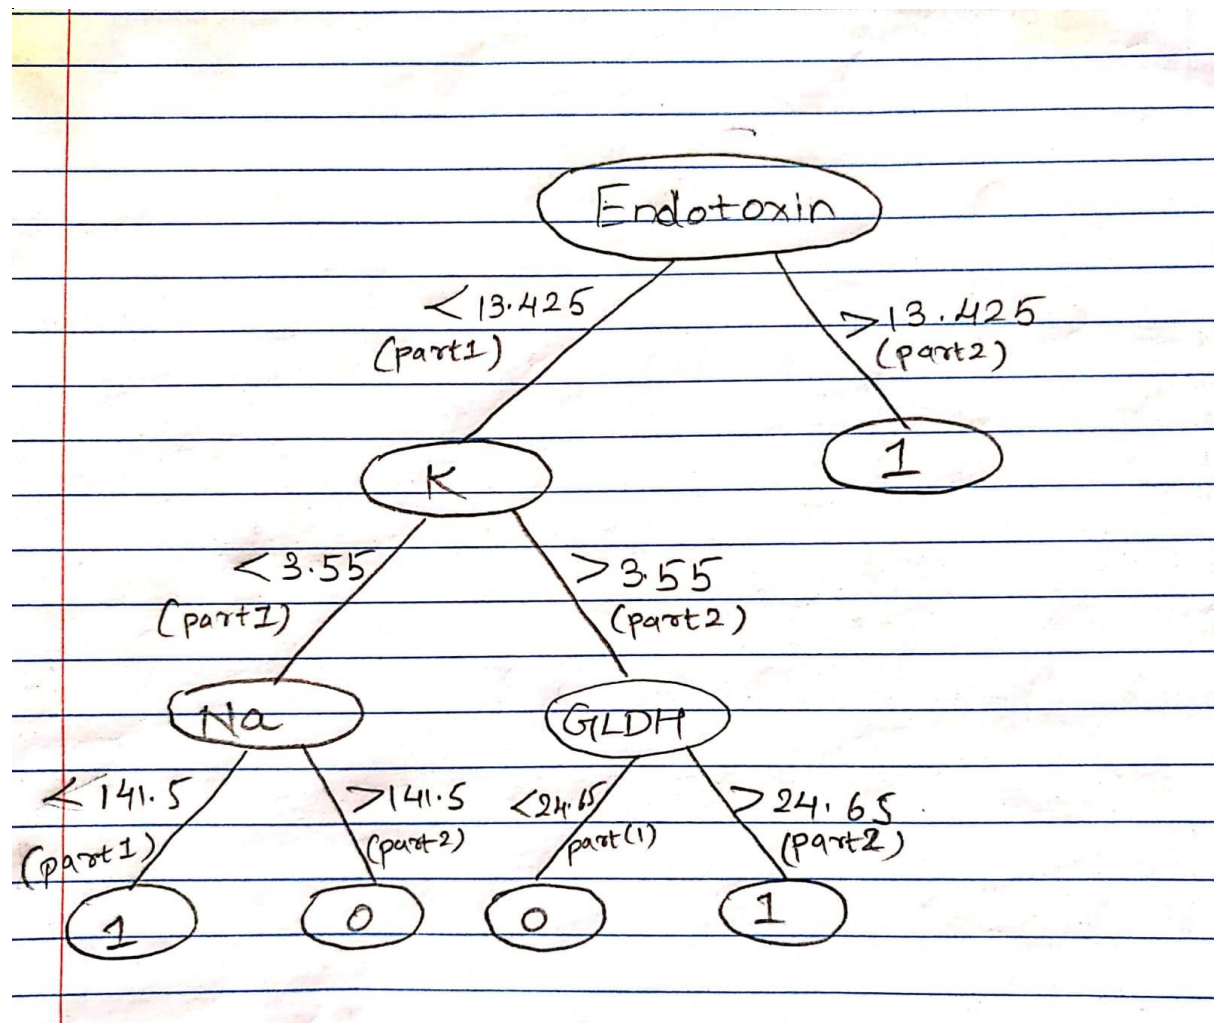 Endotoxin
<13.425
(part1)
>13.425
(part2)
K
1
<3.55
(part1)
>3.55
(part2)
Na
GLDH
<141.5
(part1)
>141.5
(part2)
<24.65
part(1)
>24.65
(part2)
1
0
0
1